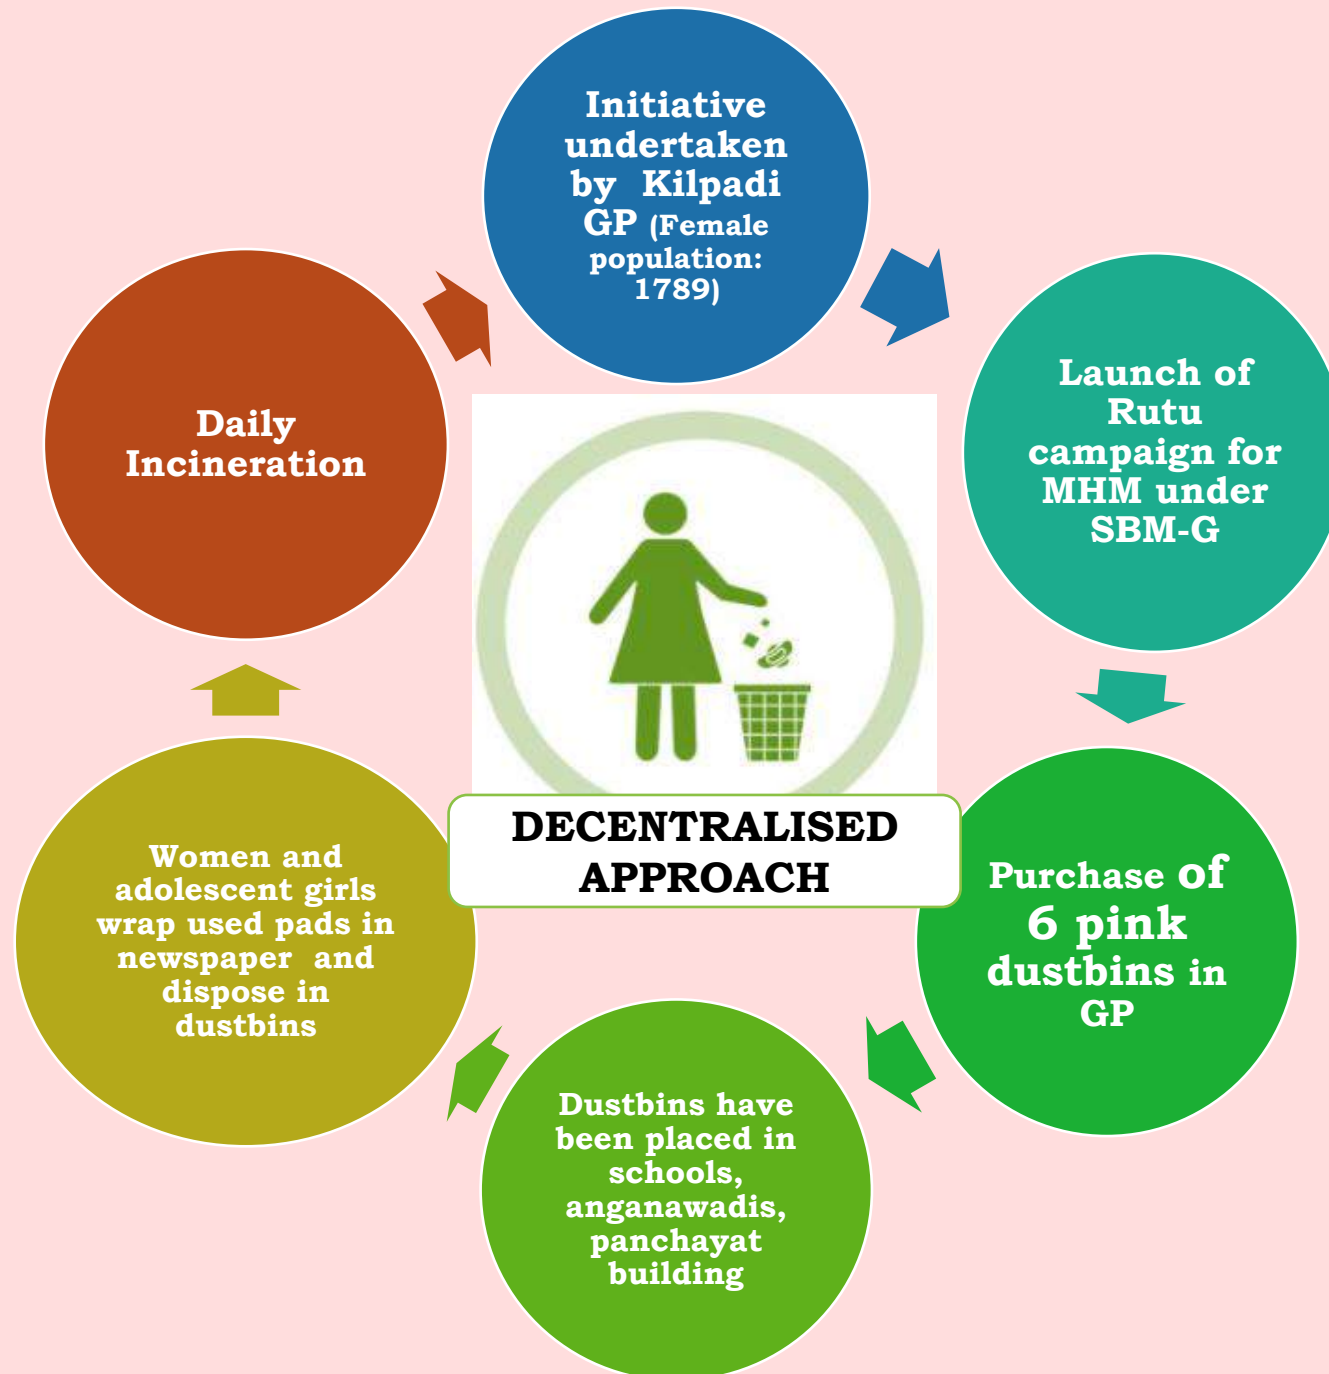 Initiative
undertaken
by Kilpadi
GP (Female
population:
1789)
Launch of
Rutu
campaign for
MHM under
SBM-G
Purchase of
6 pink
dustbins in
GP
Dustbins have
been placed in
schools,
anganawadis,
panchayat
building
Women and
adolescent girls
wrap used pads in
newspaper and
dispose in
dustbins
Daily
Incineration
DECENTRALISED
APPROACH